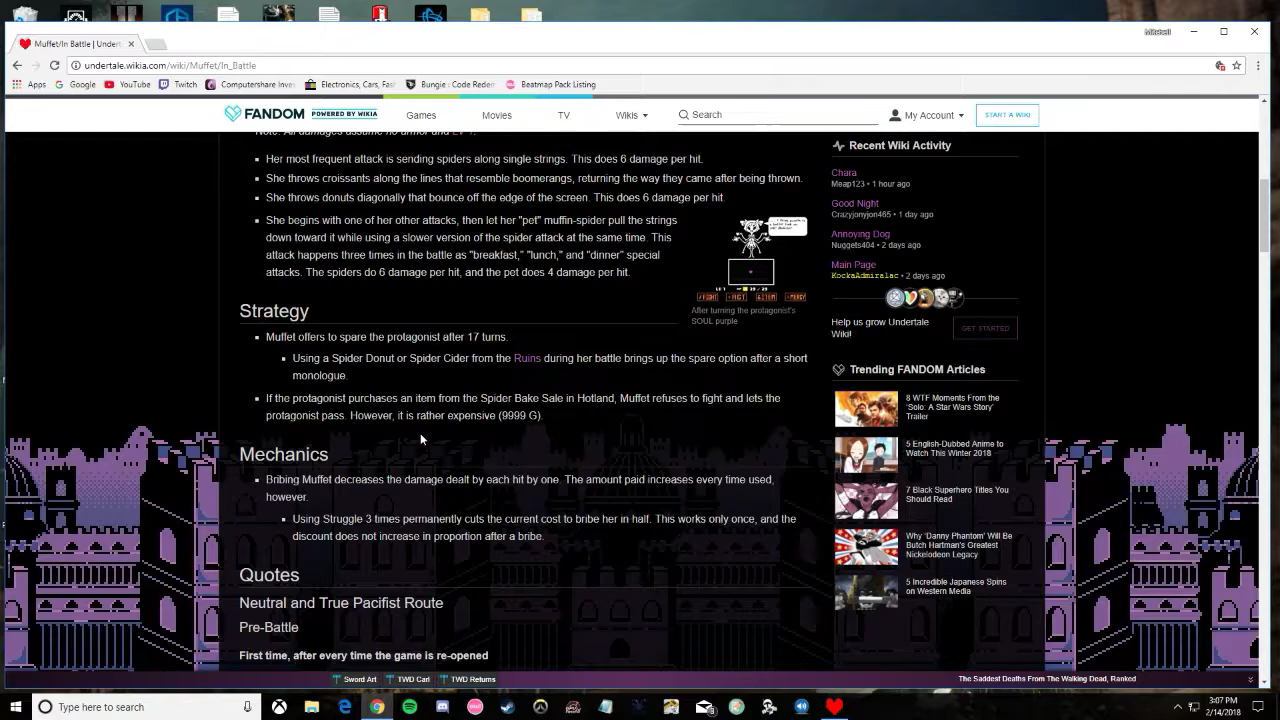 Mitchell
Muffet/In Battle | Undert
undertale.wikia.com/wiki/Muffet/In_Battle
Apps Google YouTube Twitch Computershare Inves Electronics, Cars, Fas Bungie : Code Redem Beatmap Pack Listing
FANDOM POWERED BY WIKIA Games Movies TV Wikis Search My Account START A WIKI
Note: All damages assume no armor and LV 1.
Her most frequent attack is sending spiders along single strings. This does 6 damage per hit.
She throws croissants along the lines that resemble boomerangs, returning the way they came after being thrown.
She throws donuts diagonally that bounce off the edge of the screen. This does 6 damage per hit.
She begins with one of her other attacks, then let her "pet" muffin-spider pull the strings
down toward it while using a slower version of the spider attack at the same time. This
attack happens three times in the battle as "breakfast," "lunch," and "dinner" special
attacks. The spiders do 6 damage per hit, and the pet does 4 damage per hit.
After turning the protagonist's
SOUL purple
Strategy
Muffet offers to spare the protagonist after 17 turns.
Using a Spider Donut or Spider Cider from the Ruins during her battle brings up the spare option after a short
monologue.
If the protagonist purchases an item from the Spider Bake Sale in Hotland, Muffet refuses to fight and lets the
protagonist pass. However, it is rather expensive (9999 G).
Mechanics
Bribing Muffet decreases the damage dealt by each hit by one. The amount paid increases every time used,
however.
Using Struggle 3 times permanently cuts the current cost to bribe her in half. This works only once, and the
discount does not increase in proportion after a bribe.
Quotes
Neutral and True Pacifist Route
Pre-Battle
First time, after every time the game is re-opened
Recent Wiki Activity
Chara
Meap123 • 1 hour ago
Good Night
Crazyjonyjon465 • 1 day ago
Annoying Dog
Nuggets404 • 2 days ago
Main Page
KockaAdmiralac • 2 days ago
Help us grow Undertale
Wiki!
GET STARTED
Trending FANDOM Articles
8 WTF Moments From the
'Solo: A Star Wars Story'
Trailer
5 English-Dubbed Anime to
Watch This Winter 2018
7 Black Superhero Titles You
Should Read
Why 'Danny Phantom' Will Be
Butch Hartman's Greatest
Nickelodeon Legacy
5 Incredible Japanese Spins
on Western Media
Sword Art TWD Carl TWD Returns The Saddest Deaths From The Walking Dead, Ranked
Type here to search
3:07 PM
2/14/2018